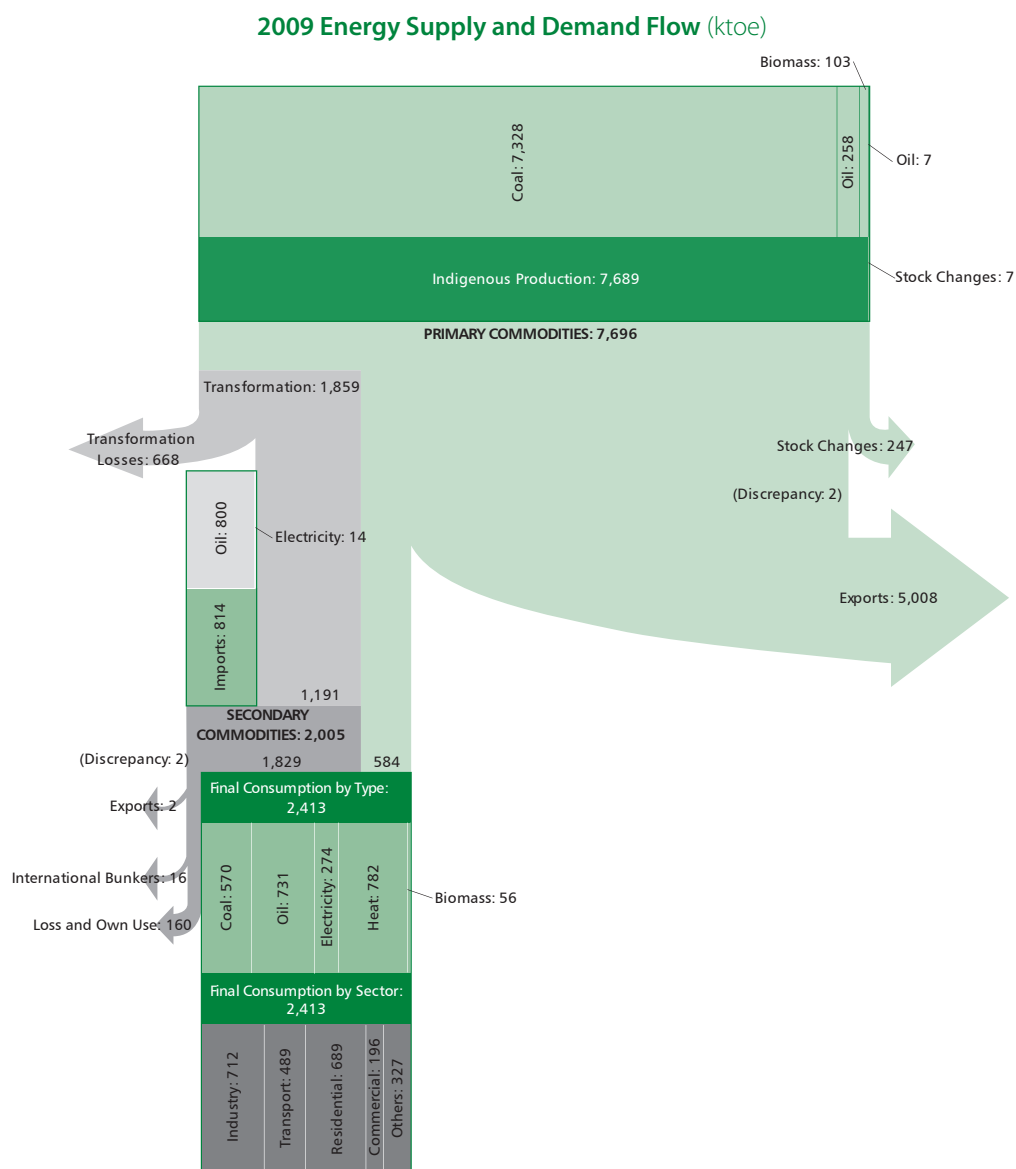 2009 Energy Supply and Demand Flow (ktoe)
Biomass: 103
Coal: 7,328
Oil: 258
Oil: 7
Indigenous Production: 7,689
Stock Changes: 7
PRIMARY COMMODITIES: 7,696
Transformation: 1,859
Transformation
Losses: 668
Stock Changes: 247
(Discrepancy: 2)
Oil: 800
Electricity: 14
Exports: 5,008
Imports: 814
1,191
SECONDARY
COMMODITIES: 2,005
(Discrepancy: 2)
1,829
584
Final Consumption by Type:
2,413
Exports: 2
Coal: 570
Oil: 731
Electricity: 274
Heat: 782
Biomass: 56
International Bunkers: 16
Loss and Own Use: 160
Final Consumption by Sector:
2,413
Industry: 712
Transport: 489
Residential: 689
Commercial: 196
Others: 327